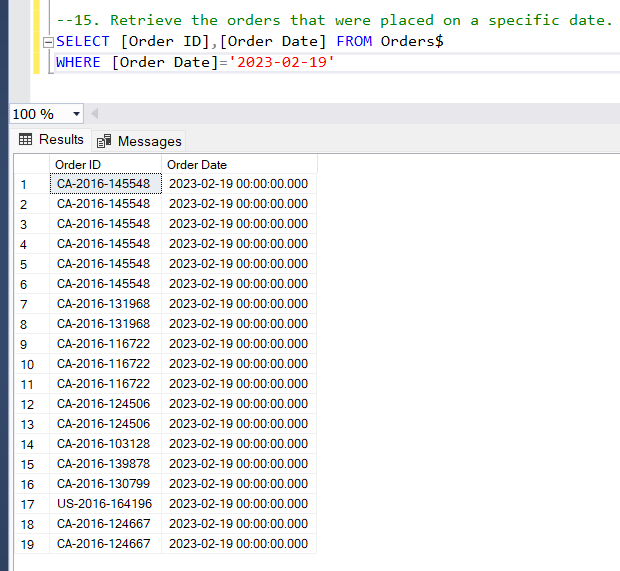 --15. Retrieve the orders that were placed on a specific date.
SELECT [Order ID],[Order Date] FROM Orders$
WHERE [Order Date]='2023-02-19'
100 %
Results Messages
Order ID Order Date
1 CA-2016-145548 2023-02-19 00:00:00.000
2 CA-2016-145548 2023-02-19 00:00:00.000
3 CA-2016-145548 2023-02-19 00:00:00.000
4 CA-2016-145548 2023-02-19 00:00:00.000
5 CA-2016-145548 2023-02-19 00:00:00.000
6 CA-2016-145548 2023-02-19 00:00:00.000
7 CA-2016-131968 2023-02-19 00:00:00.000
8 CA-2016-131968 2023-02-19 00:00:00.000
9 CA-2016-116722 2023-02-19 00:00:00.000
10 CA-2016-116722 2023-02-19 00:00:00.000
11 CA-2016-116722 2023-02-19 00:00:00.000
12 CA-2016-124506 2023-02-19 00:00:00.000
13 CA-2016-124506 2023-02-19 00:00:00.000
14 CA-2016-103128 2023-02-19 00:00:00.000
15 CA-2016-139878 2023-02-19 00:00:00.000
16 CA-2016-130799 2023-02-19 00:00:00.000
17 US-2016-164196 2023-02-19 00:00:00.000
18 CA-2016-124667 2023-02-19 00:00:00.000
19 CA-2016-124667 2023-02-19 00:00:00.000